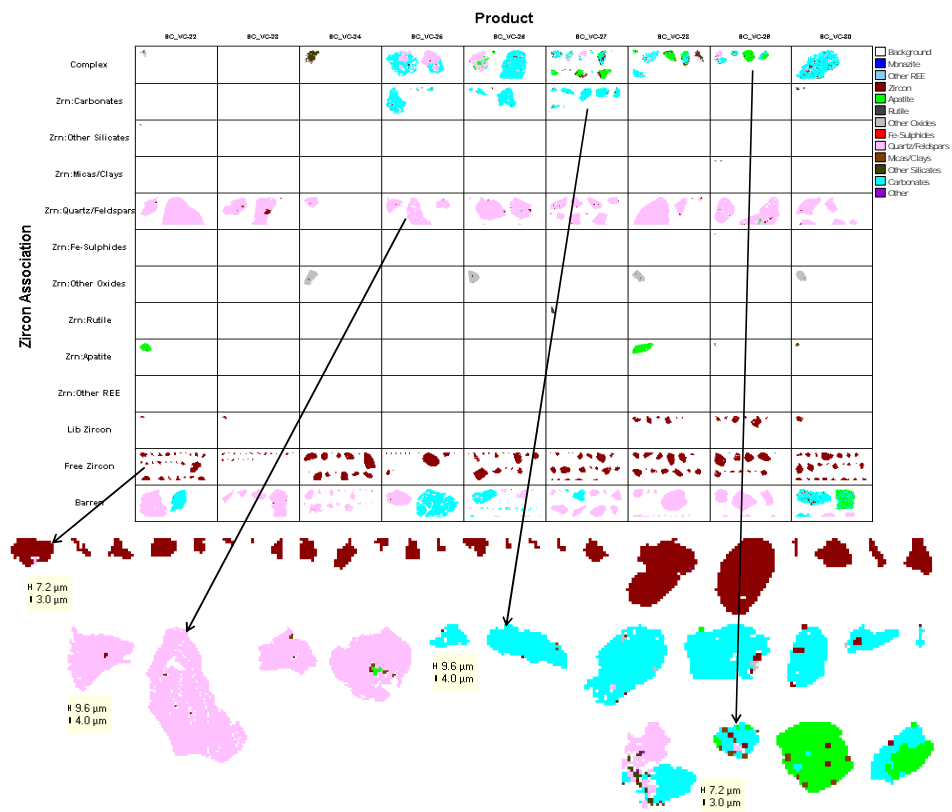 Product
BC_VC-22 BC_VC-23 BC_VC-24 BC_VC-25 BC_VC-26 BC_VC-27 BC_VC-28 BC_VC-29 BC_VC-30
Zircon Association
Complex
Zrn:Carbonates
Zrn:Other Silicates
Zrn:Micas/Clays
Zrn:Quartz/Feldspars
Zrn:Fe-Sulphides
Zrn:Other Oxides
Zrn:Rutile
Zrn:Apatite
Zrn:Other REE
Lib Zircon
Free Zircon
Barren
Background
Monazite
Other REE
Zircon
Apatite
Rutile
Other Oxides
Fe-Sulphides
Quartz/Feldspars
Micas/Clays
Other Silicates
Carbonates
Other
H 7.2 µm
I 3.0 µm
H 9.6 µm
I 4.0 µm
H 9.6 µm
I 4.0 µm
H 7.2 µm
I 3.0 µm